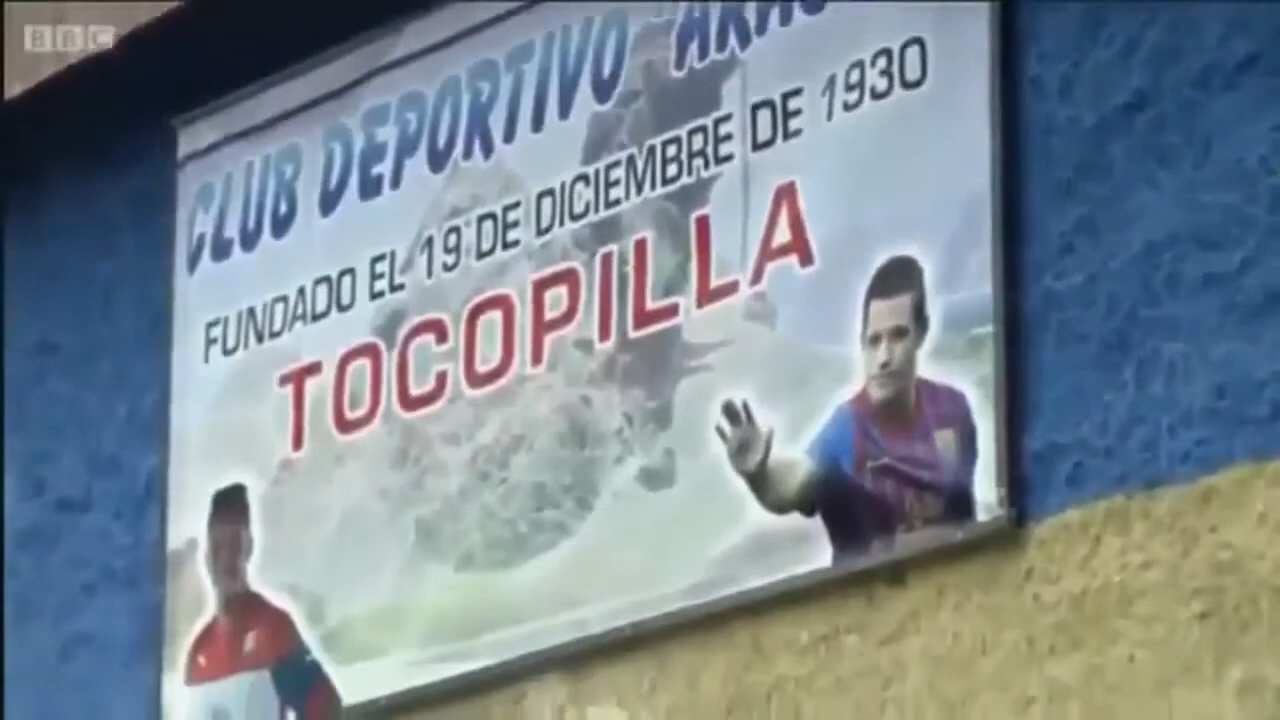 BBC
CLUB DEPORTIVO
FUNDADO EL 19 DE DICIEMBRE DE 1930
TOCOPILLA